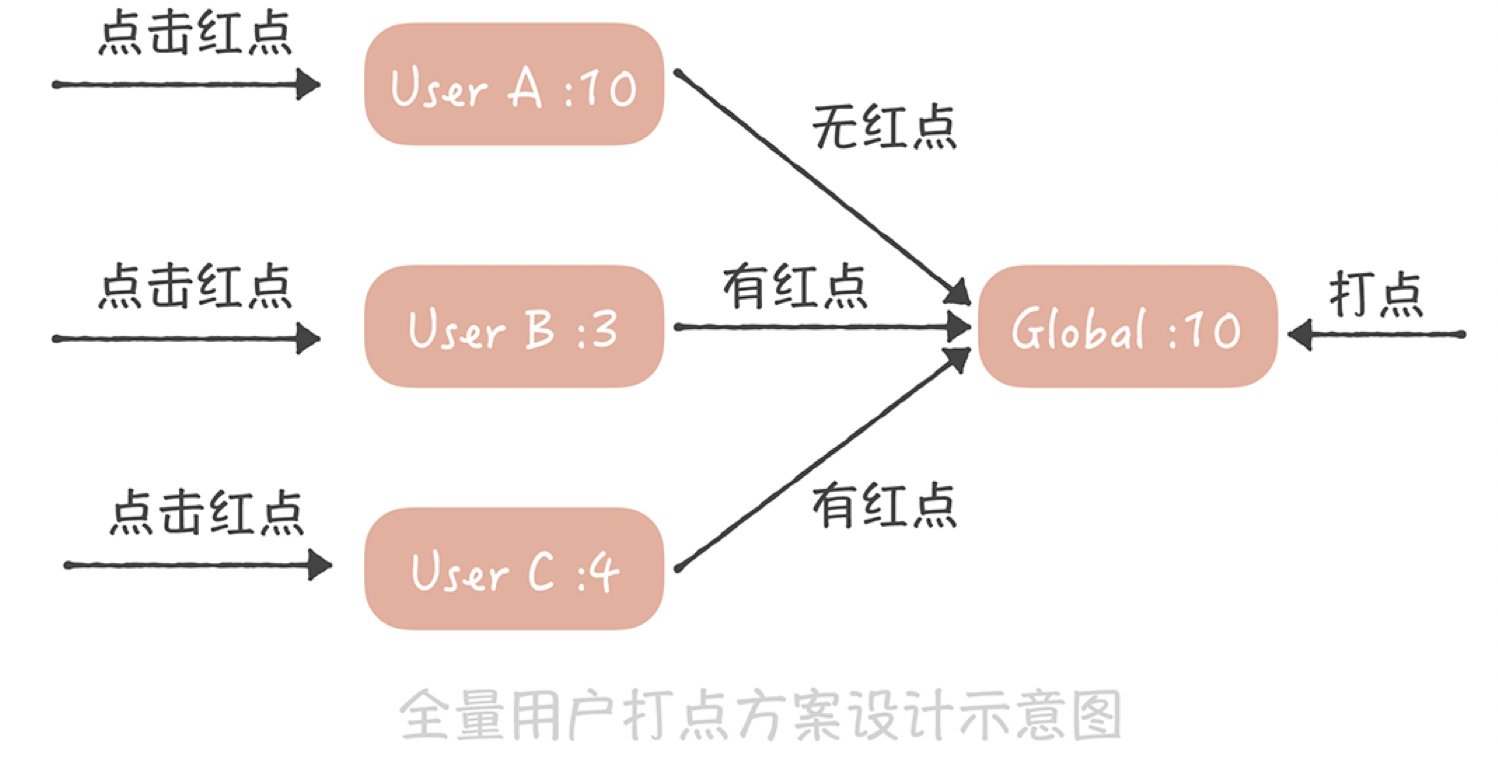 点击红点
User A :10
无红点
点击红点
User B :3
有红点
Global :10
打点
点击红点
User C :4
有红点
全量用户打点方案设计示意图